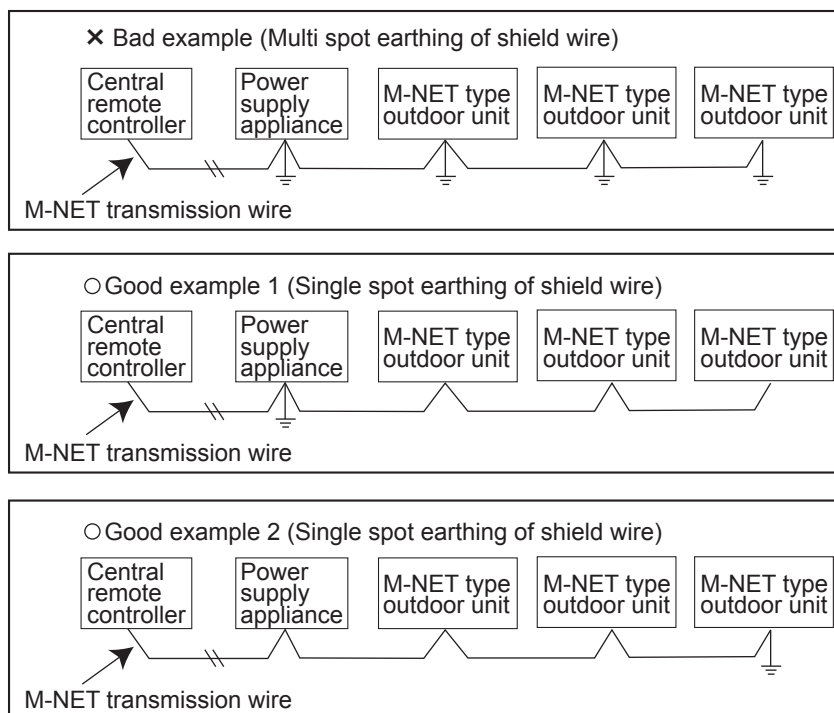 × Bad example (Multi spot earthing of shield wire)
Central
remote
controller
Power
supply
appliance
M-NET type
outdoor unit
M-NET type
outdoor unit
M-NET type
outdoor unit
M-NET transmission wire
○ Good example 1 (Single spot earthing of shield wire)
Central
remote
controller
Power
supply
appliance
M-NET type
outdoor unit
M-NET type
outdoor unit
M-NET type
outdoor unit
M-NET transmission wire
○ Good example 2 (Single spot earthing of shield wire)
Central
remote
controller
Power
supply
appliance
M-NET type
outdoor unit
M-NET type
outdoor unit
M-NET type
outdoor unit
M-NET transmission wire